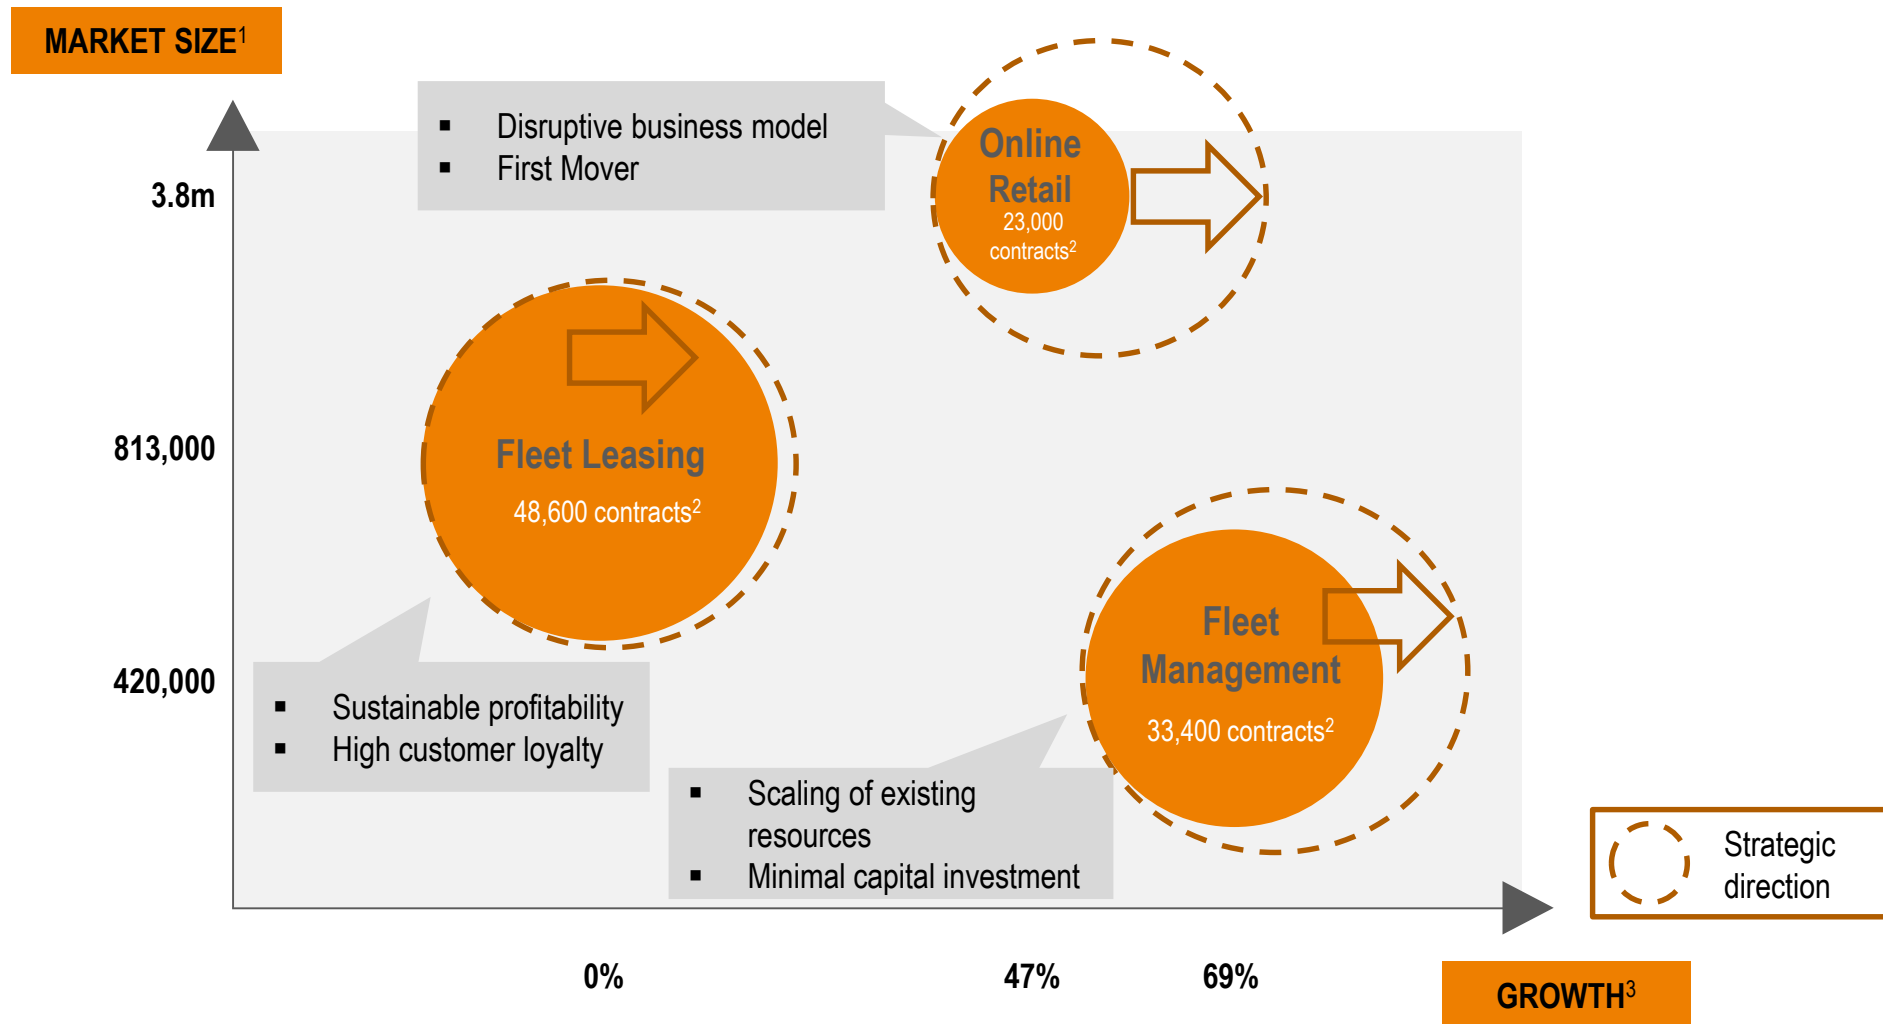 MARKET SIZE¹
▪ Disruptive business model
▪ First Mover
Online
Retail
23,000
contracts²
3.8m
Fleet Leasing
48,600 contracts²
813,000
Fleet
Management
33,400 contracts²
420,000
▪ Sustainable profitability
▪ High customer loyalty
▪ Scaling of existing
resources
▪ Minimal capital investment
Strategic
direction
0%
47%
69%
GROWTH³